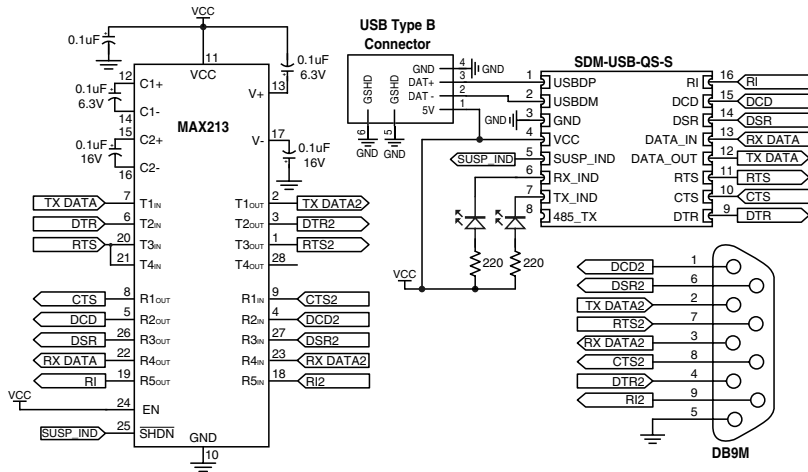 VCC
0.1uF
11
VCC
0.1uF
6.3V
12
C1+
13
V+
0.1uF
6.3V
C1-
14
MAX213
15
C2+
17
V-
0.1uF
16V
C2-
16
0.1uF
16V
TX DATA
7
T1IN
T1OUT
2
TX DATA2
DTR
6
T2IN
T2OUT
3
DTR2
RTS
20
T3IN
T3OUT
1
RTS2
21
T4IN
T4OUT
28
CTS
8
R1OUT
R1IN
9
CTS2
DCD
5
R2OUT
R2IN
4
DCD2
DSR
26
R3OUT
R3IN
27
DSR2
RX DATA
22
R4OUT
R4IN
23
RX DATA2
RI
19
R5OUT
R5IN
18
RI2
VCC
24
EN
SUSP_IND
25
SHDN
GND
10
USB Type B
Connector
GND
4
GND
DAT+
3
DAT -
2
5V
1
GSHD
GSHD
6
GND
5
GND
SDM-USB-QS-S
1
USBDP
RI
16
RI
2
USBDM
DCD
15
DCD
GND
3
GND
DSR
14
DSR
4
VCC
DATA_IN
13
RX DATA
SUSP_IND
5
SUSP_IND
DATA_OUT
12
TX DATA
6
RX_IND
RTS
11
RTS
7
TX_IND
CTS
10
CTS
8
485_TX
DTR
9
DTR
220
220
VCC
DCD2
1
DSR2
6
TX DATA2
2
RTS2
7
RX DATA2
3
CTS2
8
DTR2
4
RI2
9
5
DB9M